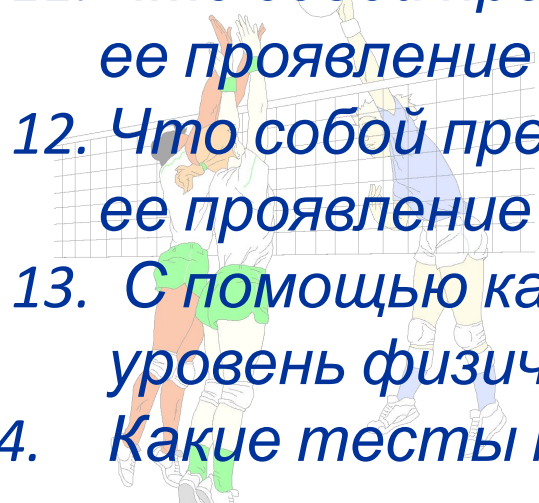 ее проявление
12. Что собой пре
ее проявление
13. С помощью ка
уровень физич
4. Какие тесты